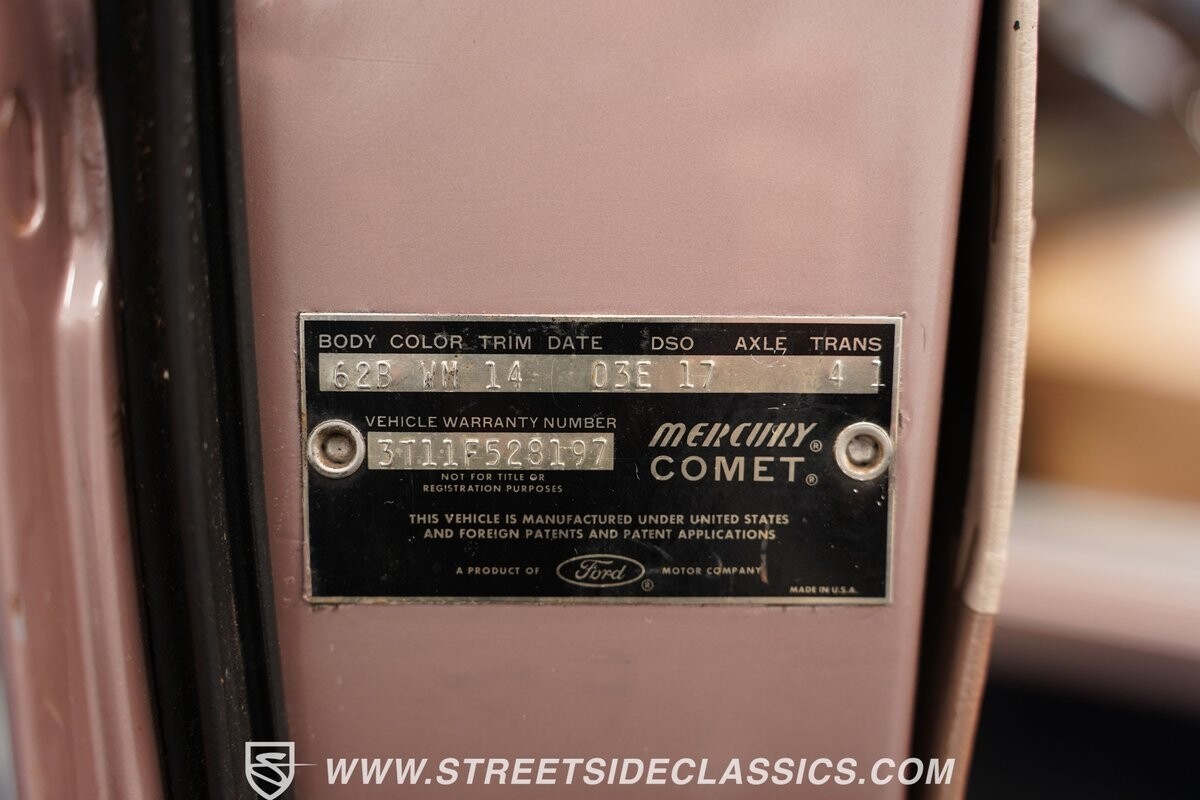 BODY COLOR TRIM DATE DSO AXLE TRANS
62B WM 14 03E 17 4 1
VEHICLE WARRANTY NUMBER
3T11F528197
NOT FOR TITLE OR
REGISTRATION PURPOSES
MERCURY®
COMET®
THIS VEHICLE IS MANUFACTURED UNDER UNITED STATES
AND FOREIGN PATENTS AND PATENT APPLICATIONS
A PRODUCT OF Ford® MOTOR COMPANY
MADE IN U.S.A.
WWW.STREETSIDECLASSICS.COM